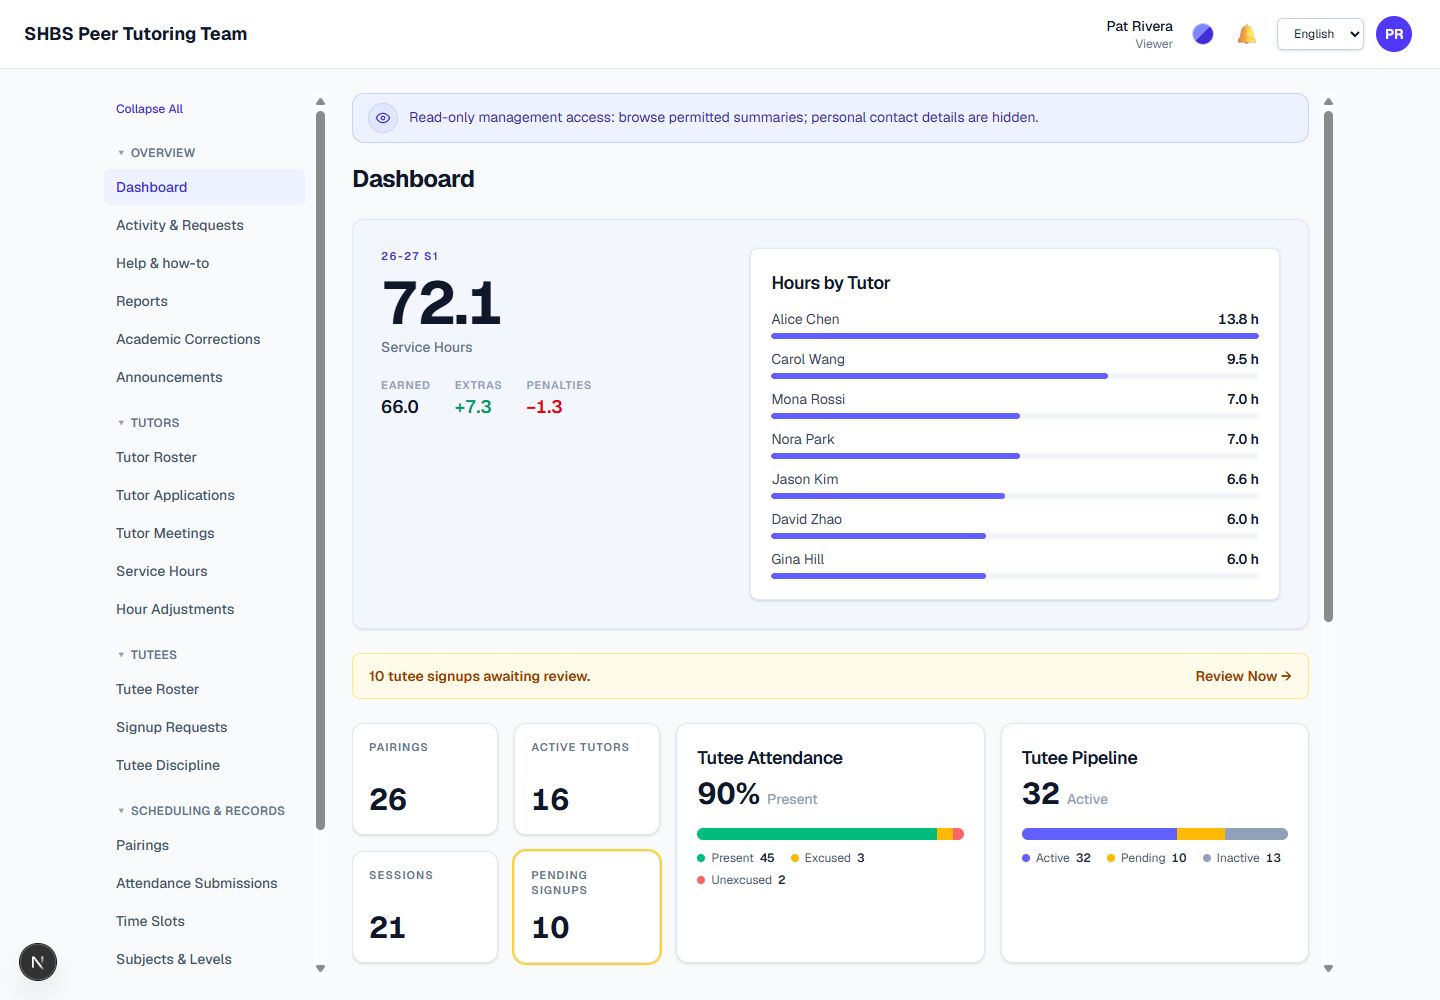 SHBS Peer Tutoring Team
Pat Rivera
Viewer
English
PR
Collapse All
OVERVIEW
Dashboard
Activity & Requests
Help & how-to
Reports
Academic Corrections
Announcements
TUTORS
Tutor Roster
Tutor Applications
Tutor Meetings
Service Hours
Hour Adjustments
TUTEES
Tutee Roster
Signup Requests
Tutee Discipline
SCHEDULING & RECORDS
Pairings
Attendance Submissions
Time Slots
Subjects & Levels
N
Read-only management access: browse permitted summaries; personal contact details are hidden.
Dashboard
26-27 S1
72.1
Service Hours
EARNED EXTRAS PENALTIES
66.0 +7.3 −1.3
Hours by Tutor
Alice Chen 13.8 h
Carol Wang 9.5 h
Mona Rossi 7.0 h
Nora Park 7.0 h
Jason Kim 6.6 h
David Zhao 6.0 h
Gina Hill 6.0 h
10 tutee signups awaiting review. Review Now →
PAIRINGS
26
ACTIVE TUTORS
16
SESSIONS
21
PENDING
SIGNUPS
10
Tutee Attendance
90% Present
Present 45 Excused 3
Unexcused 2
Tutee Pipeline
32 Active
Active 32 Pending 10 Inactive 13